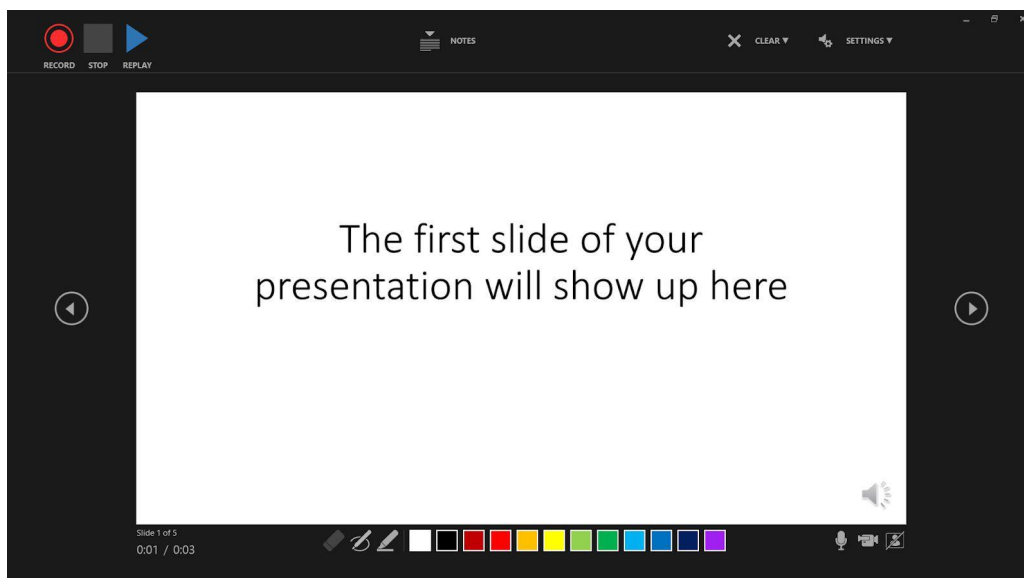 RECORD STOP REPLAY
NOTES
CLEAR ▼
SETTINGS ▼
The first slide of your
presentation will show up here
Slide 1 of 5
0:01 / 0:03